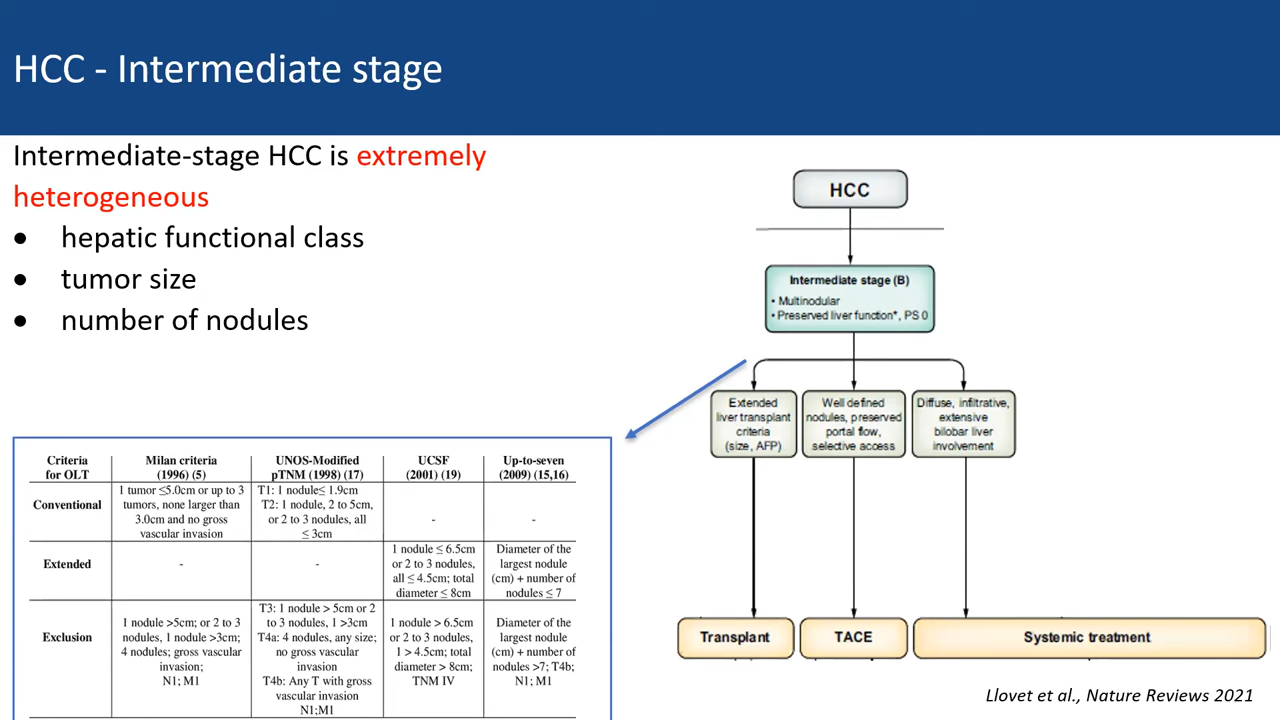 HCC - Intermediate stage
Intermediate-stage HCC is extremely
heterogeneous
• hepatic functional class
• tumor size
• number of nodules
HCC
Intermediate stage (B)
• Multinodular
• Preserved liver function*, PS 0
Extended
liver transplant
criteria
(size, AFP)
Well defined
nodules, preserved
portal flow,
selective access
Diffuse, infiltrative,
extensive
bilobar liver
involvement
Transplant
TACE
Systemic treatment
Criteria
for OLT
Milan criteria
(1996) (5)
UNOS-Modified
pTNM (1998) (17)
UCSF
(2001) (19)
Up-to-seven
(2009) (15,16)
Conventional
1 tumor ≤5.0cm or up to 3
tumors, none larger than
3.0cm and no gross
vascular invasion
T1: 1 nodule≤ 1.9cm
T2: 1 nodule, 2 to 5cm,
or 2 to 3 nodules, all
≤ 3cm
-
-
Extended
-
-
1 nodule ≤ 6.5cm
or 2 to 3 nodules,
all ≤ 4.5cm; total
diameter ≤ 8cm
Diameter of the
largest nodule
(cm) + number of
nodules ≤ 7
Exclusion
1 nodule >5cm; or 2 to 3
nodules, 1 nodule >3cm;
4 nodules; gross vascular
invasion;
N1; M1
T3: 1 nodule > 5cm or 2
to 3 nodules, 1 >3cm
T4a: 4 nodules, any size;
no gross vascular
invasion
T4b: Any T with gross
vascular invasion
N1;M1
1 nodule > 6.5cm
or 2 to 3 nodules,
1 > 4.5cm; total
diameter > 8cm;
TNM IV
Diameter of the
largest nodule
(cm) + number of
nodules >7; T4b;
N1; M1
Llovet et al., Nature Reviews 2021